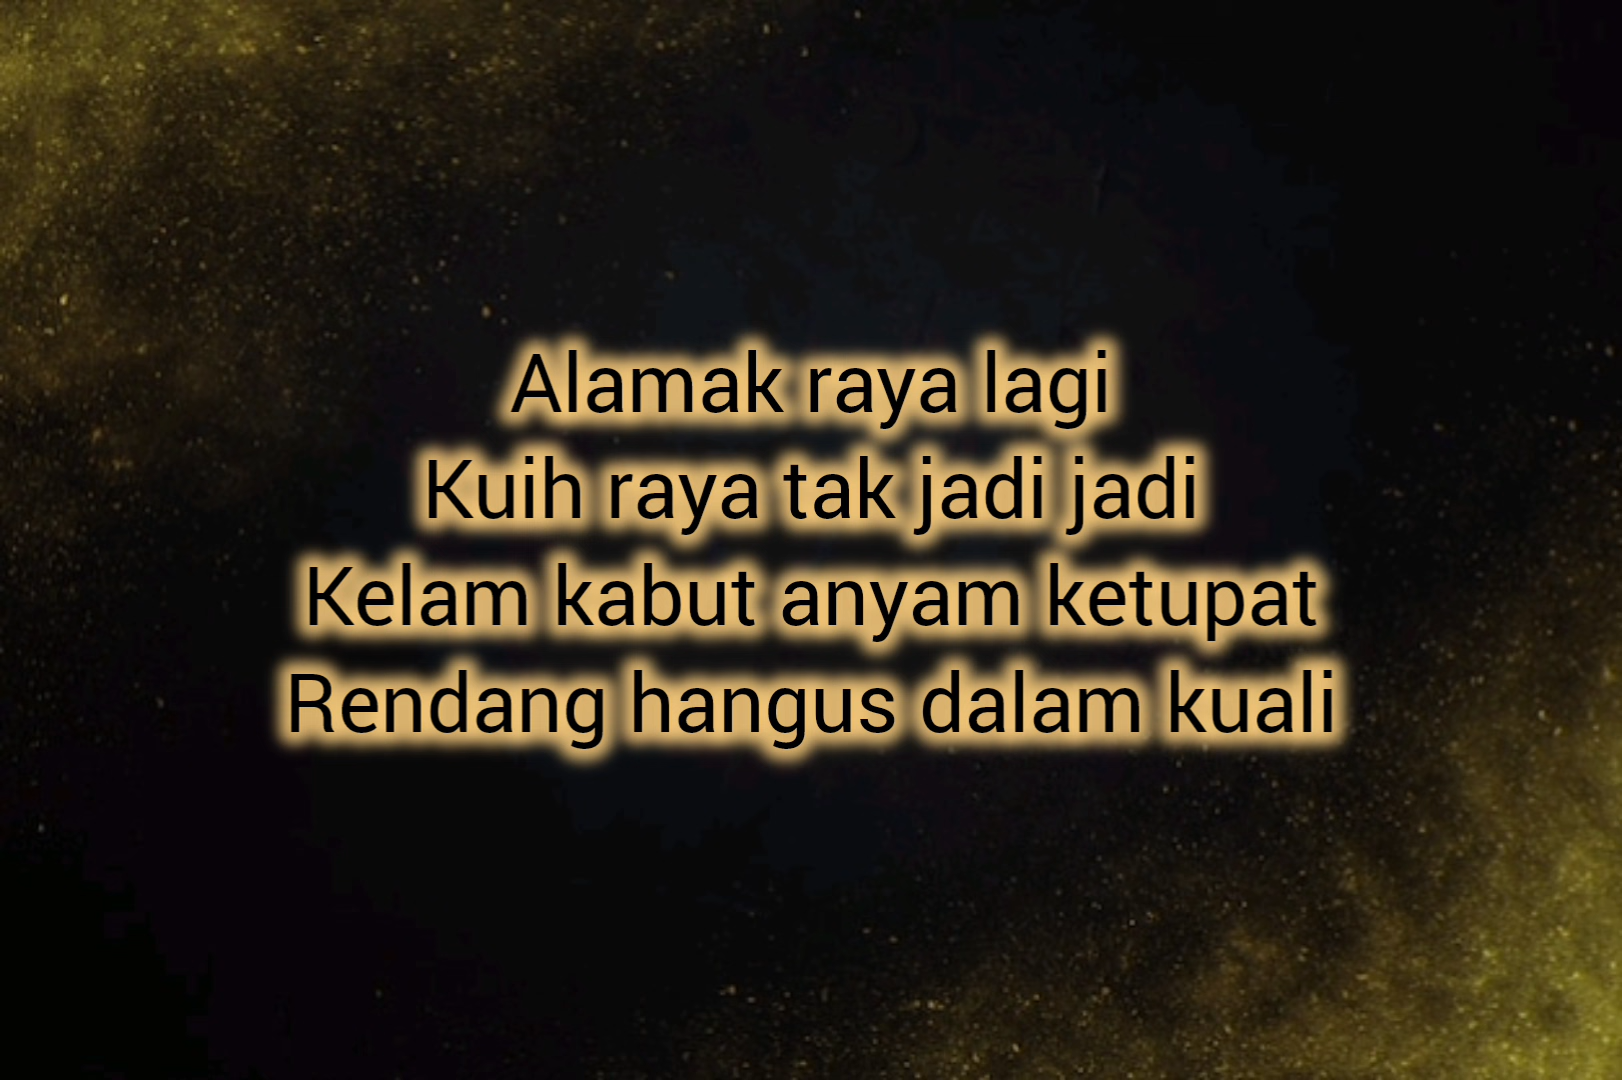 Alamak raya lagi
Kuih raya tak jadi jadi
Kelam kabut anyam ketupat
Rendang hangus dalam kuali